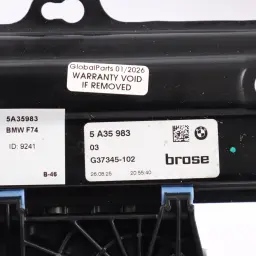 GlobalParts 01/2026
WARRANTY VOID
IF REMOVED
5A35983
BMW F74
ID: 9241
B-46
5 A35 983
03
G37345-102
brose
26.08.25 20:55:40